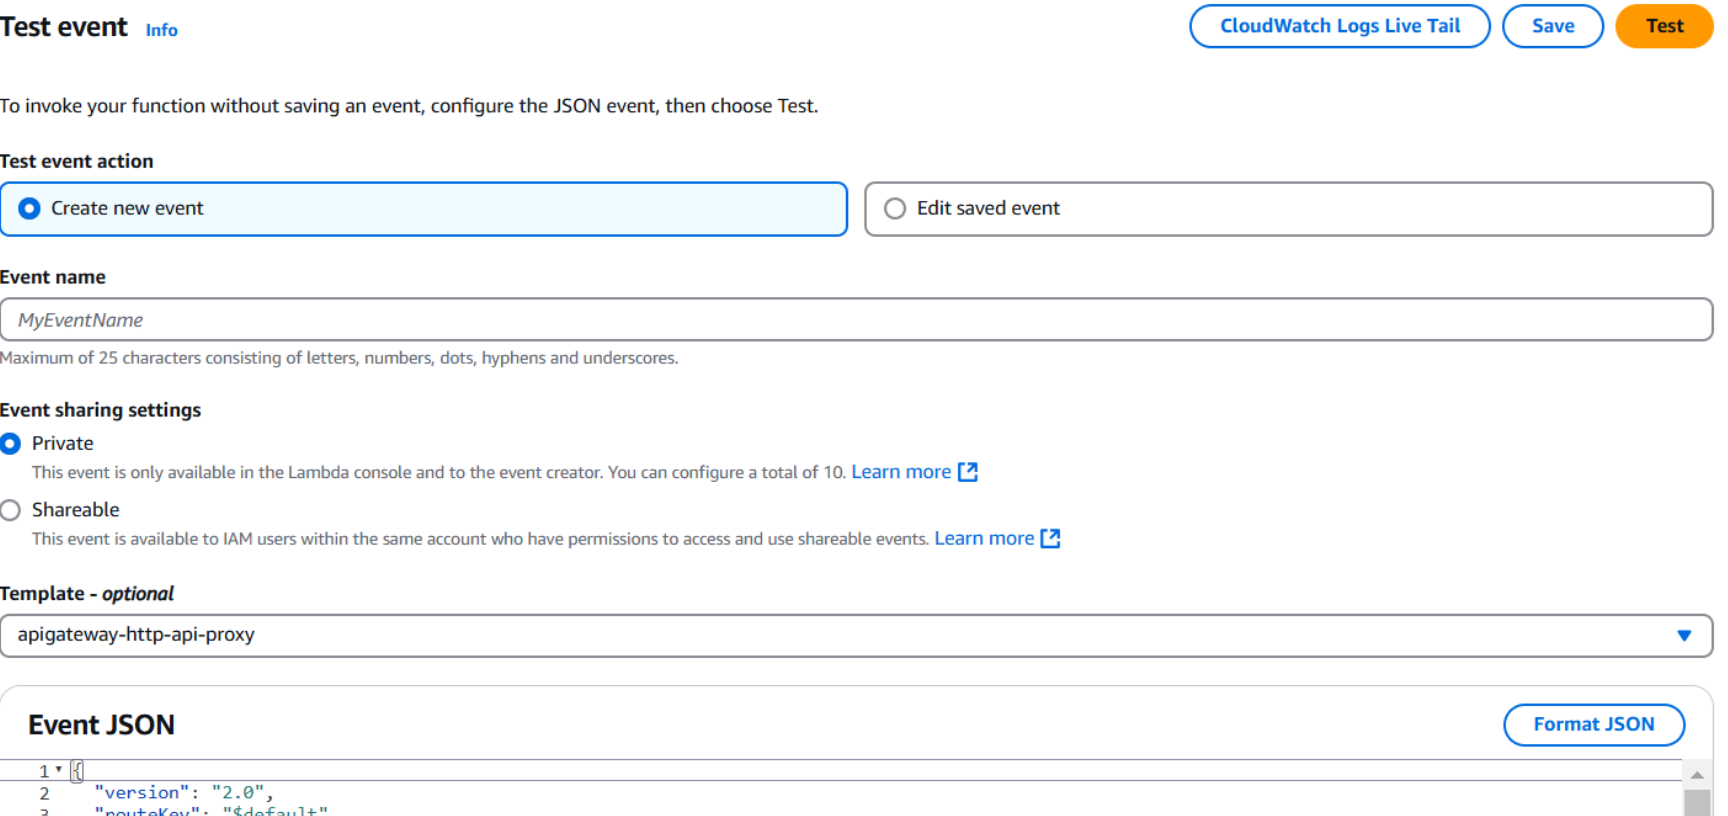 Test event Info CloudWatch Logs Live Tail Save Test
To invoke your function without saving an event, configure the JSON event, then choose Test.
Test event action
Create new event Edit saved event
Event name
MyEventName
Maximum of 25 characters consisting of letters, numbers, dots, hyphens and underscores.
Event sharing settings
Private
This event is only available in the Lambda console and to the event creator. You can configure a total of 10. Learn more
Shareable
This event is available to IAM users within the same account who have permissions to access and use shareable events. Learn more
Template - optional
apigateway-http-api-proxy
Event JSON Format JSON
1 {
2 "version": "2.0",
3 "routeKey": "$default"